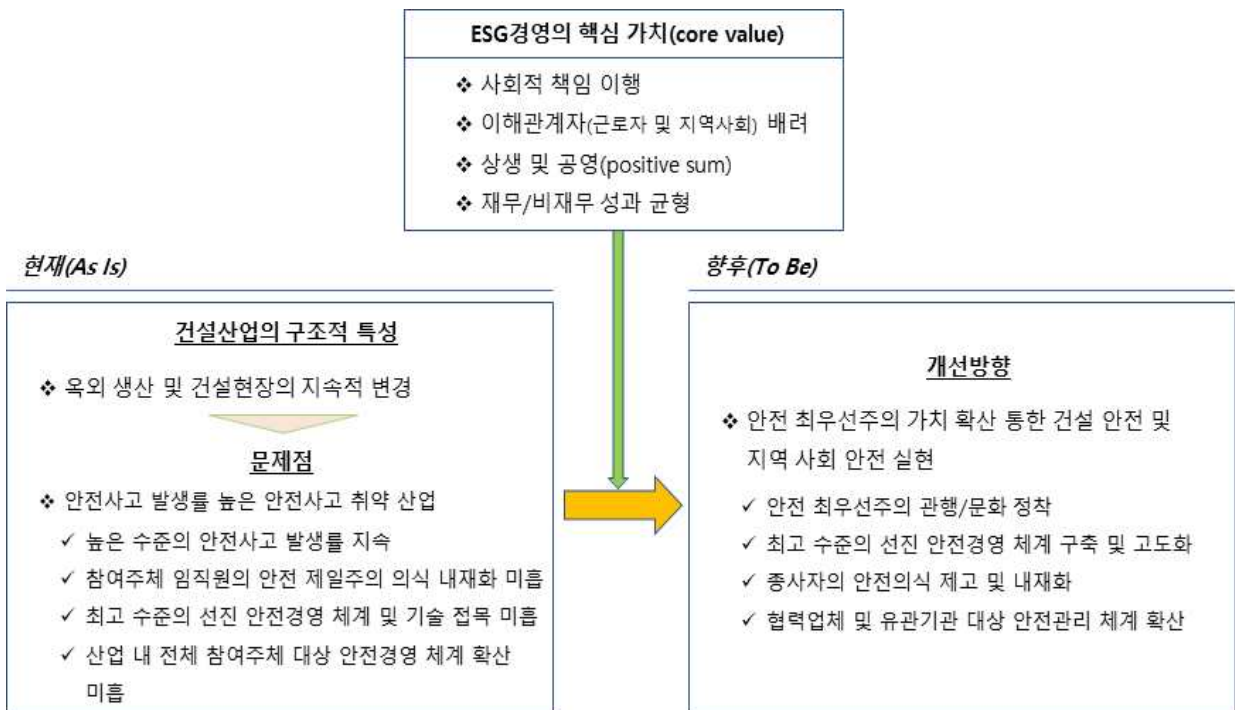 ESG경영의 핵심 가치(core value)
❖ 사회적 책임 이행
❖ 이해관계자(근로자 및 지역사회) 배려
❖ 상생 및 공영(positive sum)
❖ 재무/비재무 성과 균형
현재(As Is)
건설산업의 구조적 특성
❖ 옥외 생산 및 건설현장의 지속적 변경
문제점
❖ 안전사고 발생률 높은 안전사고 취약 산업
✓ 높은 수준의 안전사고 발생률 지속
✓ 참여주체 임직원의 안전 제일주의 의식 내재화 미흡
✓ 최고 수준의 선진 안전경영 체계 및 기술 접목 미흡
✓ 산업 내 전체 참여주체 대상 안전경영 체계 확산
미흡
향후(To Be)
개선방향
❖ 안전 최우선주의 가치 확산 통한 건설 안전 및
지역 사회 안전 실현
✓ 안전 최우선주의 관행/문화 정착
✓ 최고 수준의 선진 안전경영 체계 구축 및 고도화
✓ 종사자의 안전의식 제고 및 내재화
✓ 협력업체 및 유관기관 대상 안전관리 체계 확산